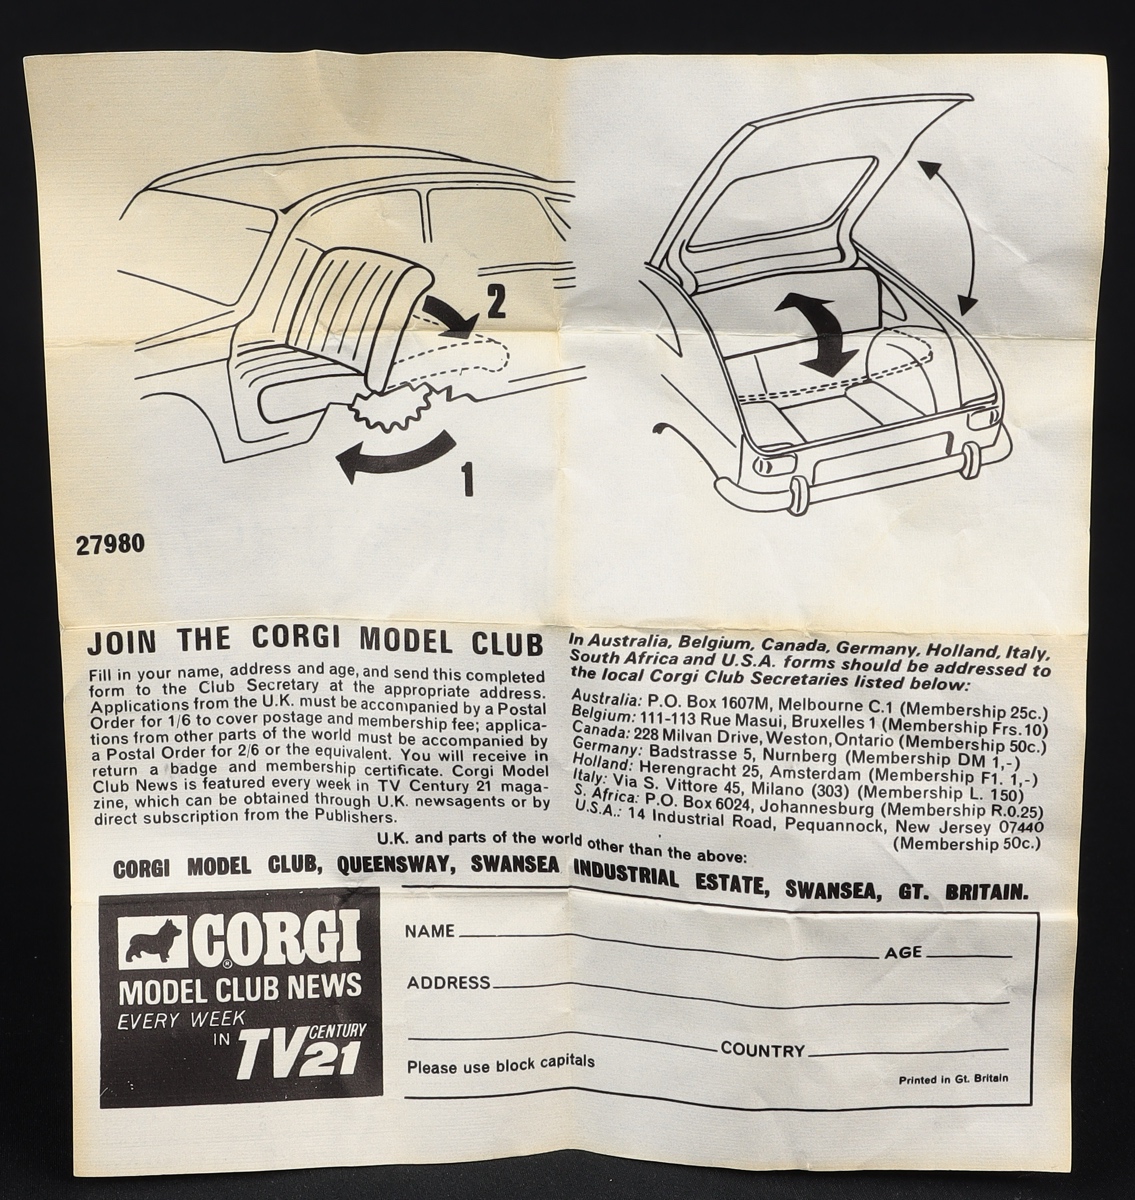 2
1
27980
JOIN THE CORGI MODEL CLUB
Fill in your name, address and age, and send this completed
form to the Club Secretary at the appropriate address.
Applications from the U.K. must be accompanied by a Postal
Order for 1/6 to cover postage and membership fee; applica-
tions from other parts of the world must be accompanied by
a Postal Order for 2/6 or the equivalent. You will receive in
return a badge and membership certificate. Corgi Model
Club News is featured every week in TV Century 21 maga-
zine, which can be obtained through U.K. newsagents or by
direct subscription from the Publishers.
In Australia, Belgium, Canada, Germany, Holland, Italy,
South Africa and U.S.A. forms should be addressed to
the local Corgi Club Secretaries listed below:
Australia: P.O. Box 1607M, Melbourne C.1 (Membership 25c.)
Belgium: 111-113 Rue Masui, Bruxelles 1 (Membership Frs.10)
Canada: 228 Milvan Drive, Weston, Ontario (Membership 50c.)
Germany: Badstrasse 5, Nurnberg (Membership DM 1,-)
Holland: Herengracht 25, Amsterdam (Membership F1. 1,-)
Italy: Via S. Vittore 45, Milano (303) (Membership L. 150)
S. Africa: P.O. Box 6024, Johannesburg (Membership R.0.25)
U.S.A.: 14 Industrial Road, Pequannock, New Jersey 07440
(Membership 50c.)
U.K. and parts of the world other than the above:
CORGI MODEL CLUB, QUEENSWAY, SWANSEA INDUSTRIAL ESTATE, SWANSEA, GT. BRITAIN.
CORGI
®
MODEL CLUB NEWS
EVERY WEEK
IN TV CENTURY 21
NAME AGE
ADDRESS
COUNTRY
Please use block capitals
Printed in Gt. Britain